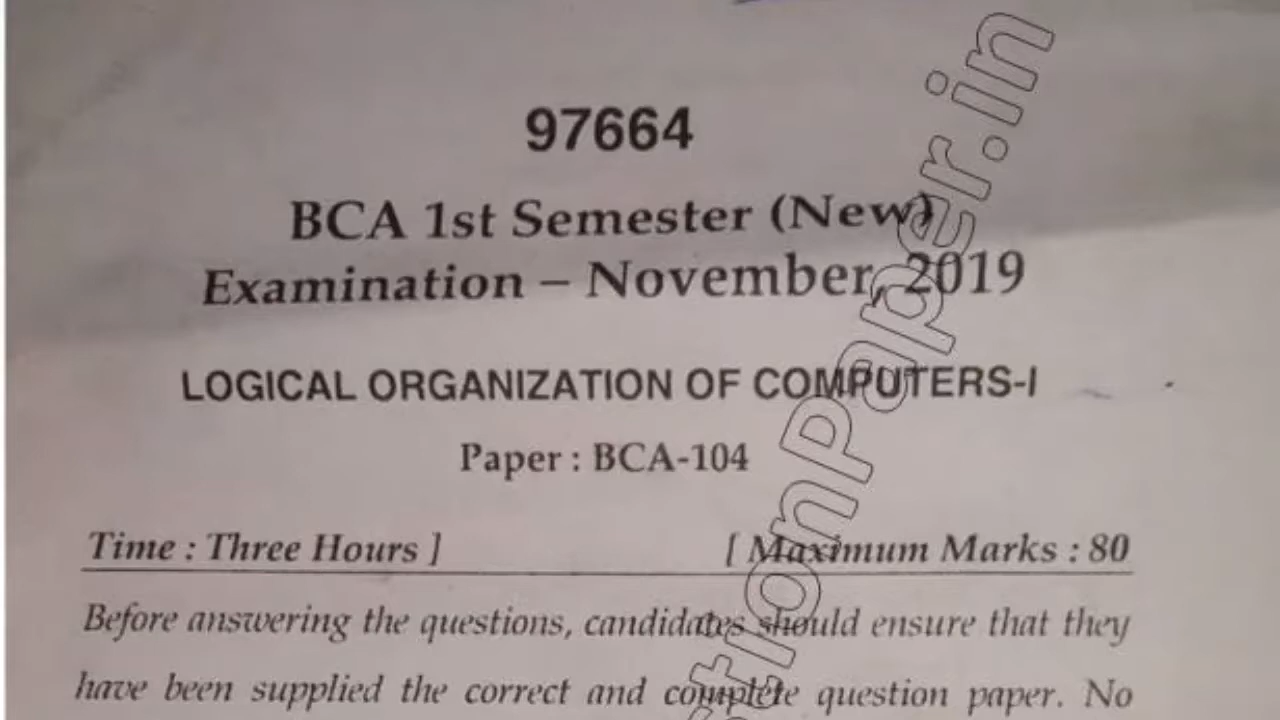 97664
BCA 1st Semester (New)
Examination – November, 2019
LOGICAL ORGANIZATION OF COMPUTERS-I
Paper : BCA-104
Time : Three Hours ] [ Maximum Marks : 80
Before answering the questions, candidates should ensure that they
have been supplied the correct and complete question paper. No
stionPaper.in